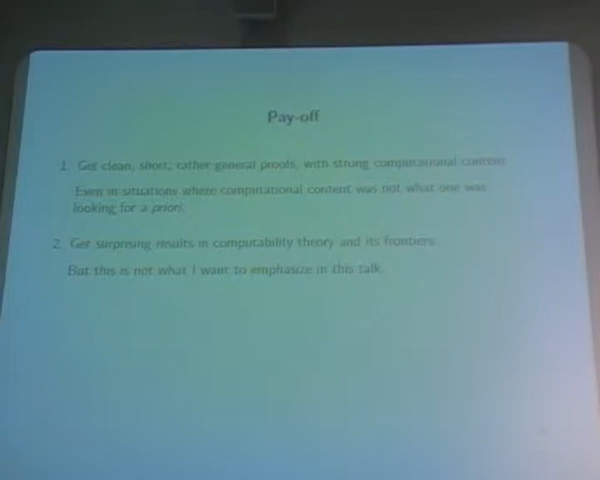 Pay-off
1. Get clean, short, rather general proofs, with strong computational content
Even in situations where computational content was not what one was
looking for a priori.
2. Get surprising results in computability theory and its frontiers.
But this is not what I want to emphasize in this talk.